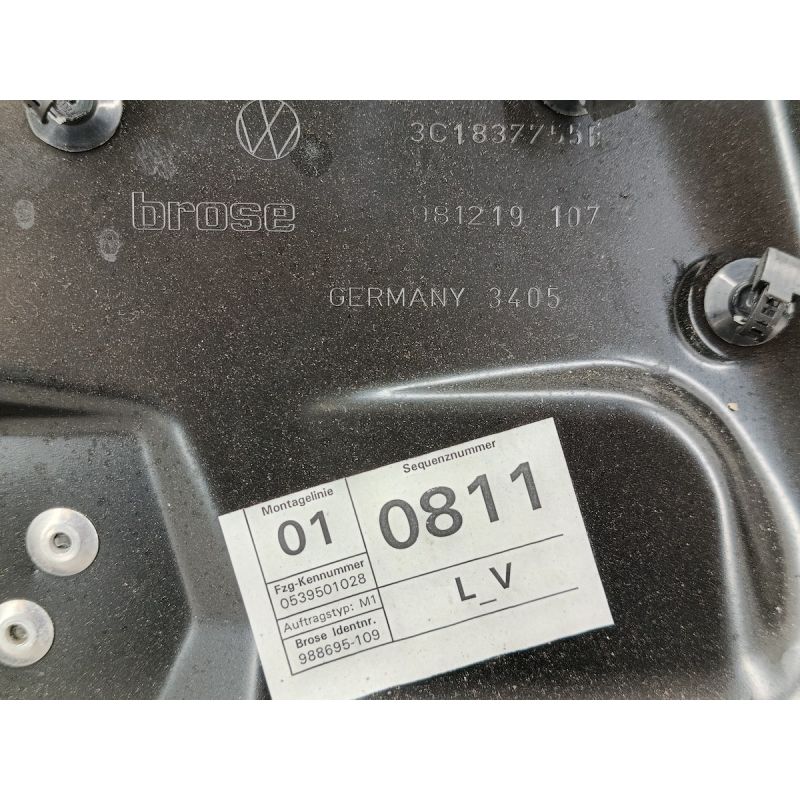 3C1837755E
brose
981219 107
GERMANY 3405
Montagelinie
01
Sequenznummer
0811
Fzg-Kennummer
0539501028
Auftragstyp: M1
Brose Identnr.
988695-109
L_V